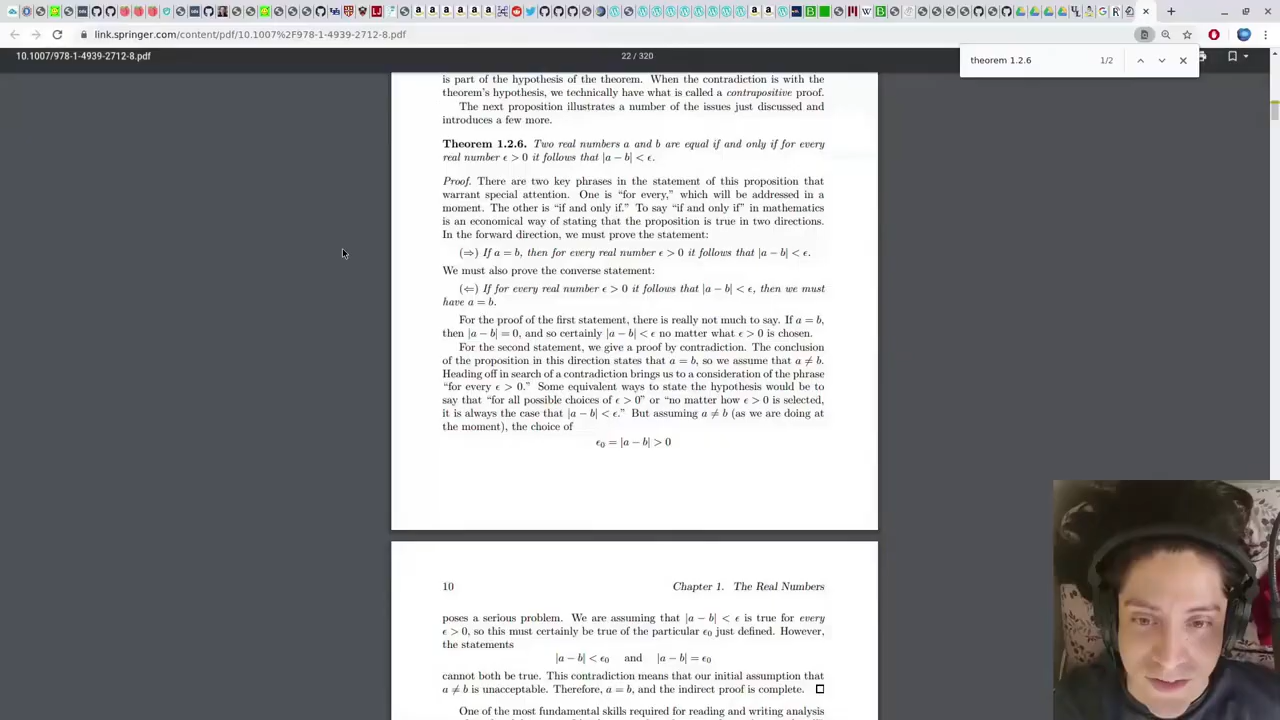 link.springer.com/content/pdf/10.1007%2F978-1-4939-2712-8.pdf
10.1007/978-1-4939-2712-8.pdf
22 / 320
theorem 1.2.6
1/2
is part of the hypothesis of the theorem. When the contradiction is with the
theorem's hypothesis, we technically have what is called a contrapositive proof.
The next proposition illustrates a number of the issues just discussed and
introduces a few more.
Theorem 1.2.6. Two real numbers a and b are equal if and only if for every
real number ϵ > 0 it follows that |a − b| < ϵ.
Proof. There are two key phrases in the statement of this proposition that
warrant special attention. One is “for every,” which will be addressed in a
moment. The other is “if and only if.” To say “if and only if” in mathematics
is an economical way of stating that the proposition is true in two directions.
In the forward direction, we must prove the statement:
(⇒) If a = b, then for every real number ϵ > 0 it follows that |a − b| < ϵ.
We must also prove the converse statement:
(⇐) If for every real number ϵ > 0 it follows that |a − b| < ϵ, then we must
have a = b.
For the proof of the first statement, there is really not much to say. If a = b,
then |a − b| = 0, and so certainly |a − b| < ϵ no matter what ϵ > 0 is chosen.
For the second statement, we give a proof by contradiction. The conclusion
of the proposition in this direction states that a = b, so we assume that a ≠ b.
Heading off in search of a contradiction brings us to a consideration of the phrase
“for every ϵ > 0.” Some equivalent ways to state the hypothesis would be to
say that “for all possible choices of ϵ > 0” or “no matter how ϵ > 0 is selected,
it is always the case that |a − b| < ϵ.” But assuming a ≠ b (as we are doing at
the moment), the choice of
ϵ₀ = |a − b| > 0
10 Chapter 1. The Real Numbers
poses a serious problem. We are assuming that |a − b| < ϵ is true for every
ϵ > 0, so this must certainly be true of the particular ϵ₀ just defined. However,
the statements
|a − b| < ϵ₀ and |a − b| = ϵ₀
cannot both be true. This contradiction means that our initial assumption that
a ≠ b is unacceptable. Therefore, a = b, and the indirect proof is complete. □
One of the most fundamental skills required for reading and writing analysis